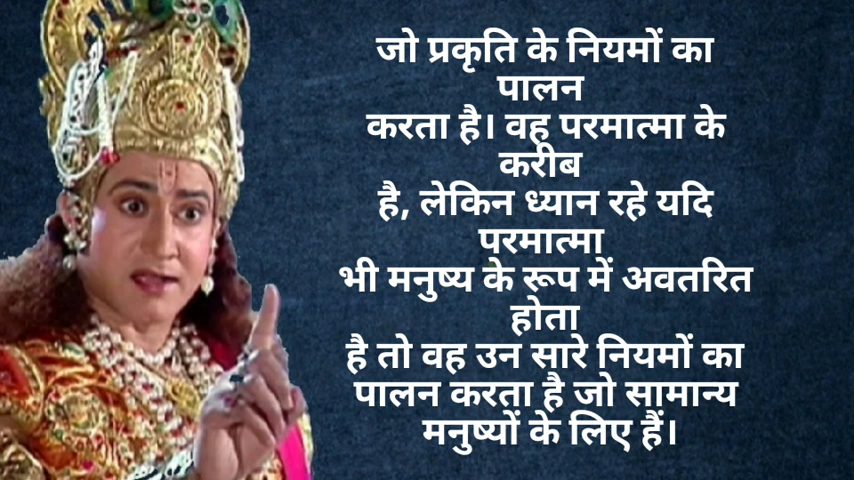 जो प्रकृति के नियमों का
पालन
करता है। वह परमात्मा के
करीब
है, लेकिन ध्यान रहे यदि
परमात्मा
भी मनुष्य के रूप में अवतरित
होता
है तो वह उन सारे नियमों का
पालन करता है जो सामान्य
मनुष्यों के लिए हैं।